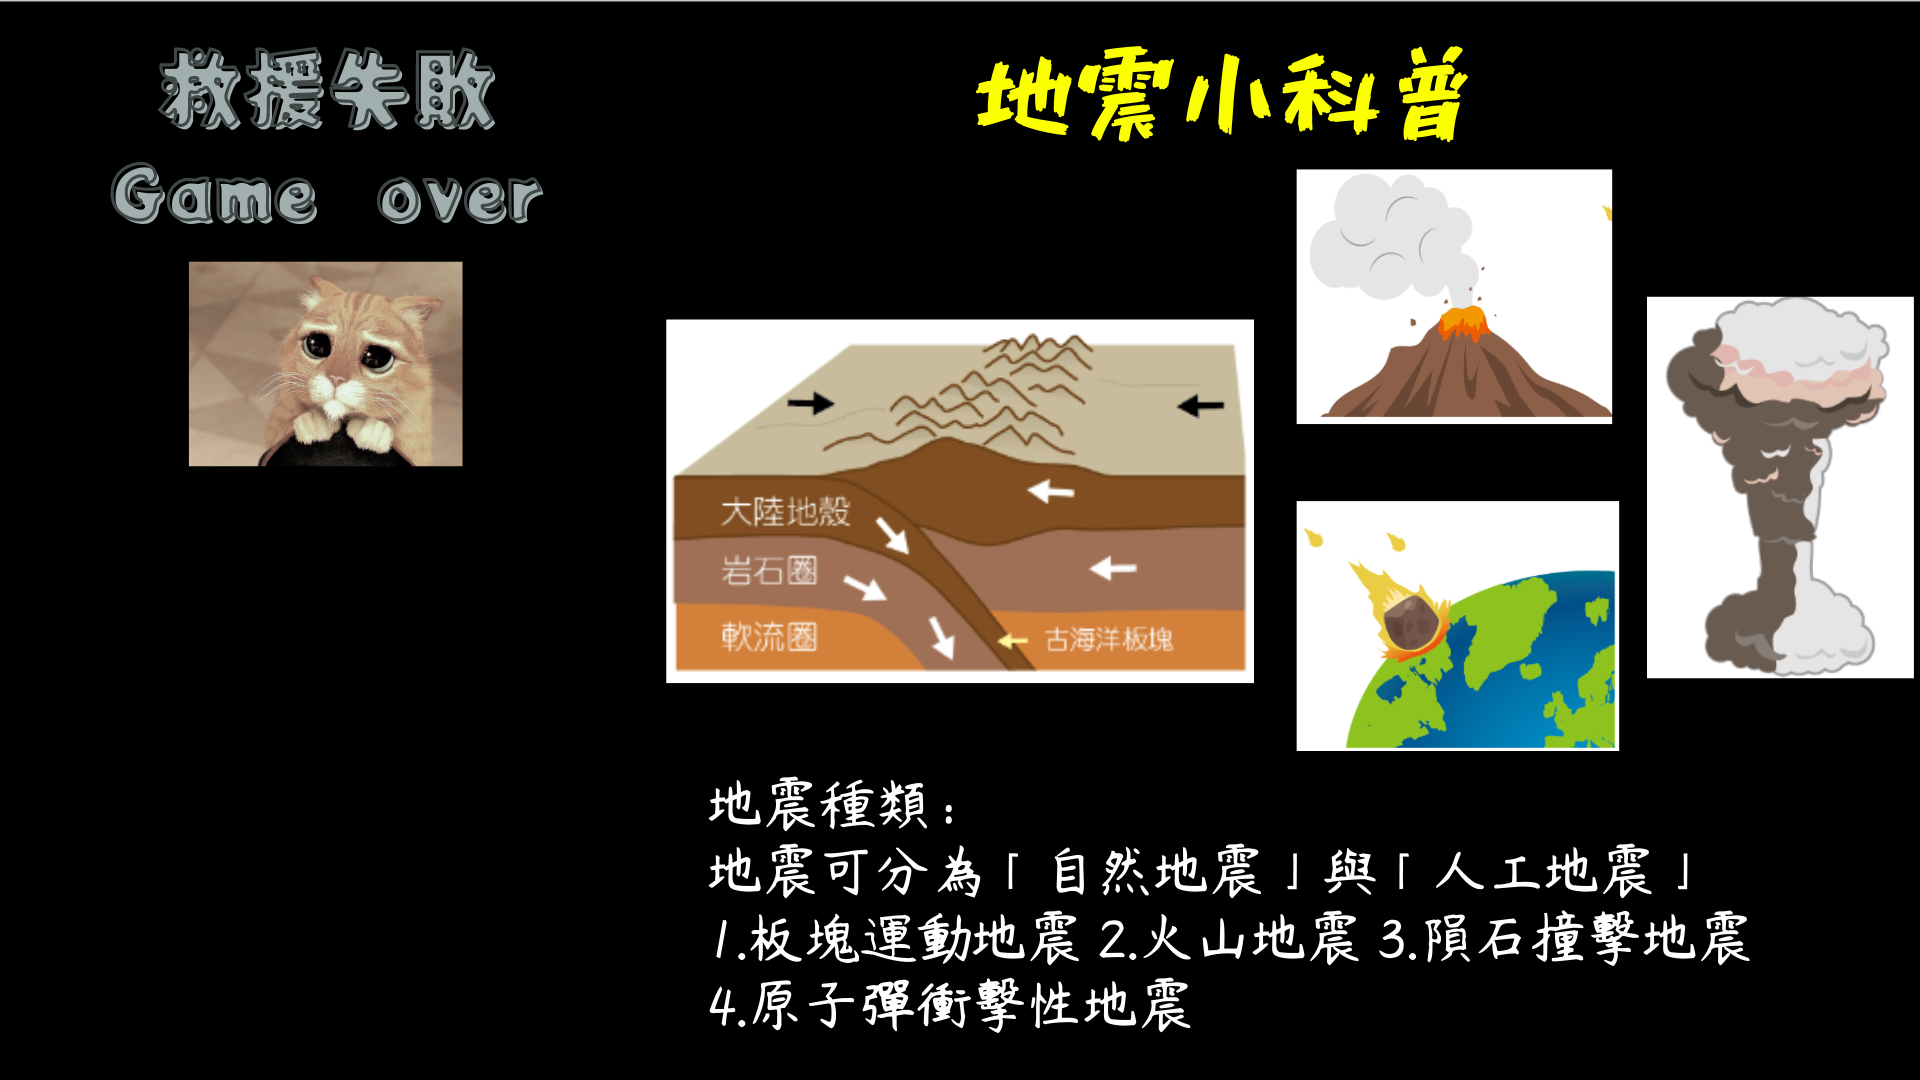 救援失敗
Game over
地震小科普
大陸地殼
岩石圈
軟流圈
古海洋板塊
地震種類:
地震可分為「自然地震」與「人工地震」
1.板塊運動地震 2.火山地震 3.隕石撞擊地震
4.原子彈衝擊性地震